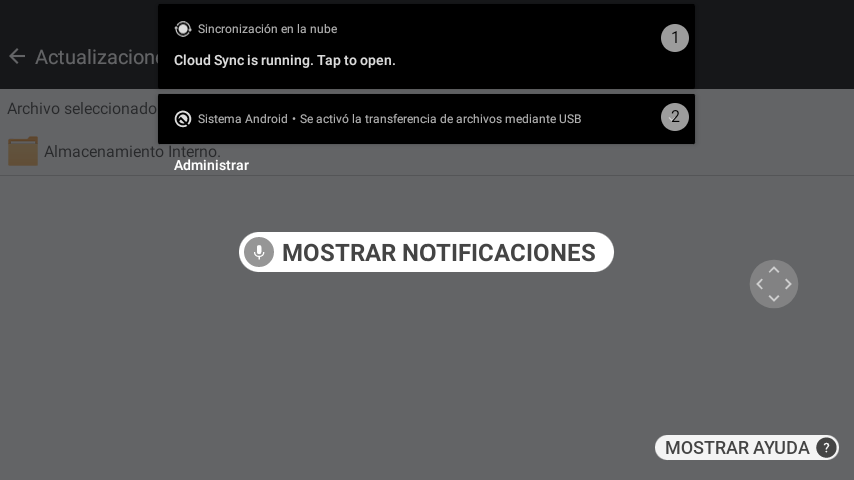 Sincronización en la nube
1
Cloud Sync is running. Tap to open.
Sistema Android • Se activó la transferencia de archivos mediante USB
2
Administrar
Actualizacione
Archivo seleccionado
Almacenamiento Interno.
MOSTRAR NOTIFICACIONES
MOSTRAR AYUDA ?